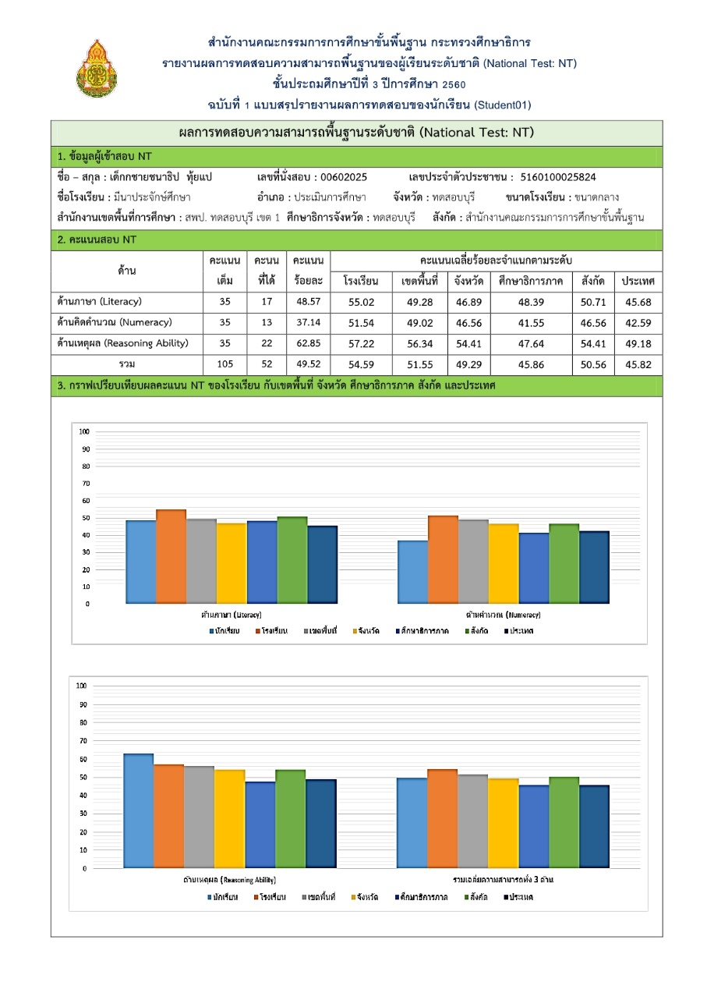 สำนักงานคณะกรรมการการศึกษาขั้นพื้นฐาน กระทรวงศึกษาธิการ
รายงานผลการทดสอบความสามารถพื้นฐานของผู้เรียนระดับชาติ (National Test: NT)
ชั้นประถมศึกษาปีที่ 3 ปีการศึกษา 2560
ฉบับที่ 1 แบบสรุปรายงานผลการทดสอบของนักเรียน (Student01)
ผลการทดสอบความสามารถพื้นฐานระดับชาติ (National Test: NT)
1. ข้อมูลผู้เข้าสอบ NT
ชื่อ – สกุล : เด็กกชายชนาธิป ทุ้ยแป เลขที่นั่งสอบ : 00602025 เลขประจำตัวประชาชน : 5160100025824
ชื่อโรงเรียน : มีนาประจักษ์ศึกษา อำเภอ : ประเมินการศึกษา จังหวัด : ทดสอบบุรี ขนาดโรงเรียน : ขนาดกลาง
สำนักงานเขตพื้นที่การศึกษา : สพป. ทดสอบบุรี เขต 1 ศึกษาธิการจังหวัด : ทดสอบบุรี สังกัด : สำนักงานคณะกรรมการการศึกษาขั้นพื้นฐาน
2. คะแนนสอบ NT
ด้าน คะแนนเต็ม คะนนที่ได้ คะแนนร้อยละ คะแนนเฉลี่ยร้อยละจำแนกตามระดับ
โรงเรียน เขตพื้นที่ จังหวัด ศึกษาธิการภาค สังกัด ประเทศ
ด้านภาษา (Literacy) 35 17 48.57 55.02 49.28 46.89 48.39 50.71 45.68
ด้านคิดคำนวณ (Numeracy) 35 13 37.14 51.54 49.02 46.56 41.55 46.56 42.59
ด้านเหตุผล (Reasoning Ability) 35 22 62.85 57.22 56.34 54.41 47.64 54.41 49.18
รวม 105 52 49.52 54.59 51.55 49.29 45.86 50.56 45.82
3. กราฟเปรียบเทียบผลคะแนน NT ของโรงเรียน กับเขตพื้นที่ จังหวัด ศึกษาธิการภาค สังกัด และประเทศ
100
90
80
70
60
50
40
30
20
10
0
ด้านภาษา (Literacy) ด้านคำนวณ (Numeracy)
นักเรียน โรงเรียน เขตพื้นที่ จังหวัด ศึกษาธิการภาค สังกัด ประเทศ
100
90
80
70
60
50
40
30
20
10
0
ด้านเหตุผล (Reasoning Ability) รวมเฉลี่ยความสามารถทั้ง 3 ด้าน
นักเรียน โรงเรียน เขตพื้นที่ จังหวัด ศึกษาธิการภาค สังกัด ประเทศ